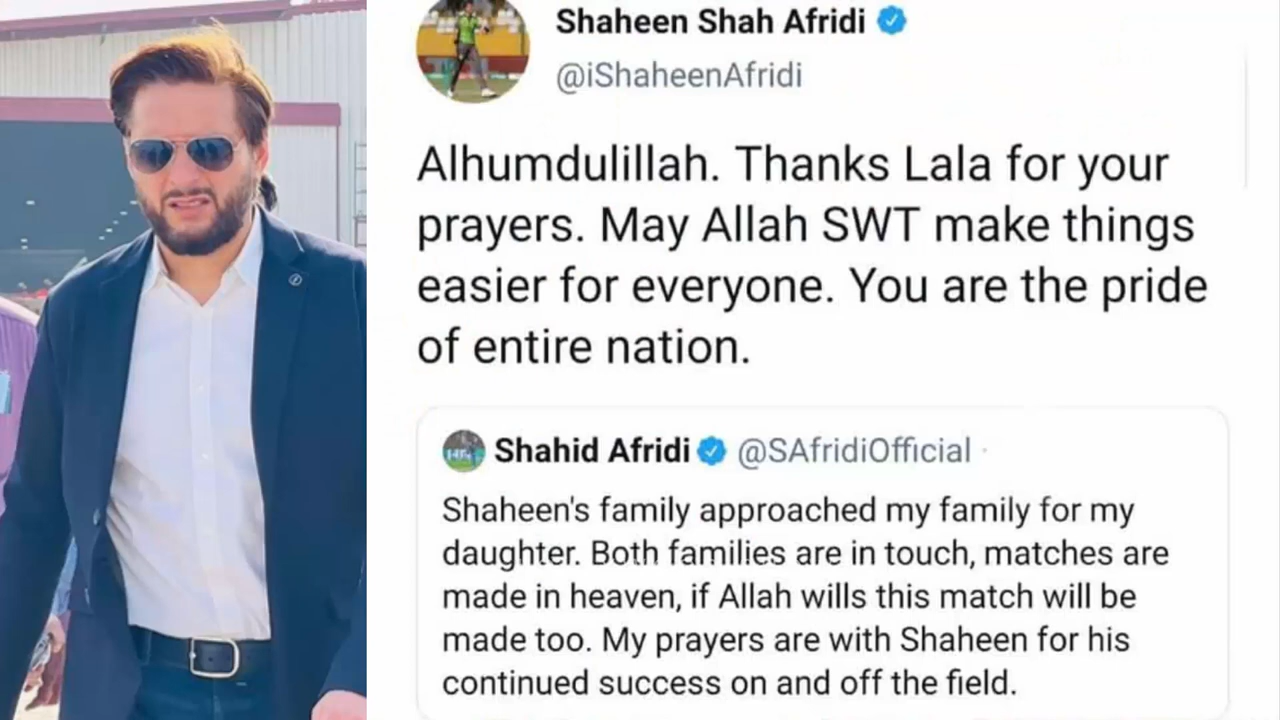 Shaheen Shah Afridi
@iShaheenAfridi
Alhumdulillah. Thanks Lala for your
prayers. May Allah SWT make things
easier for everyone. You are the pride
of entire nation.
Shahid Afridi @SAfridiOfficial ·
Shaheen's family approached my family for my
daughter. Both families are in touch, matches are
made in heaven, if Allah wills this match will be
made too. My prayers are with Shaheen for his
continued success on and off the field.